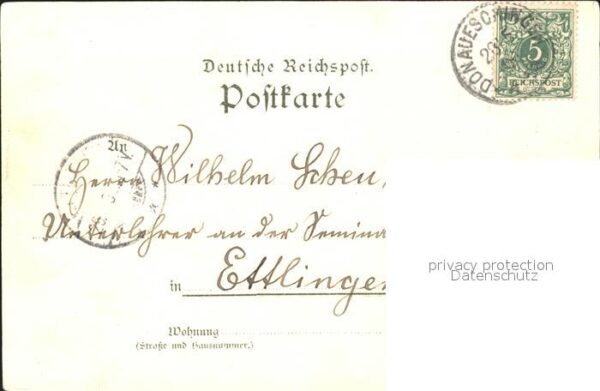 DONAUESCHINGEN
5
REICHSPOST
Deutsche Reichspost.
Postkarte
An
Herrn Wilhelm Scheu,
Unterlehrer an der Semina
in Ettlingen
privacy protection
Datenschutz
Wohnung
(Straße und Hausnummer.)